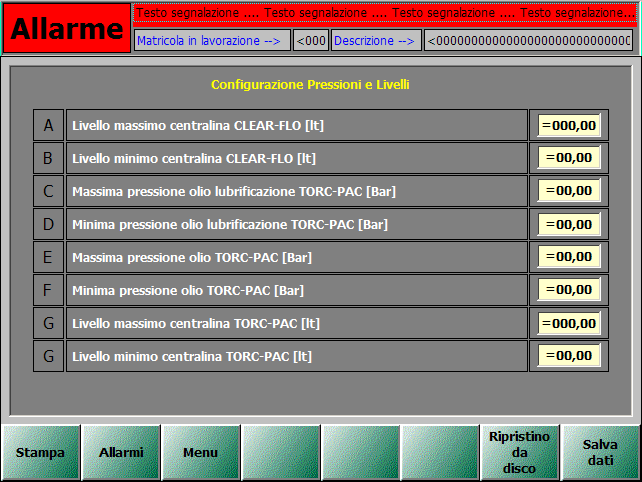 Allarme
Testo segnalazione .... Testo segnalazione .... Testo segnalazione .... Testo segnalazione...
Matricola in lavorazione --> <000 Descrizione --> 
Configurazione Pressioni e Livelli
A Livello massimo centralina CLEAR-FLO [lt] =000,00
B Livello minimo centralina CLEAR-FLO [lt] =00,00
C Massima pressione olio lubrificazione TORC-PAC [Bar] =00,00
D Minima pressione olio lubrificazione TORC-PAC [Bar] =00,00
E Massima pressione olio TORC-PAC [Bar] =00,00
F Minima pressione olio TORC-PAC [Bar] =00,00
G Livello massimo centralina TORC-PAC [lt] =000,00
G Livello minimo centralina TORC-PAC [lt] =00,00
Stampa Allarmi Menu Ripristino da disco Salva dati